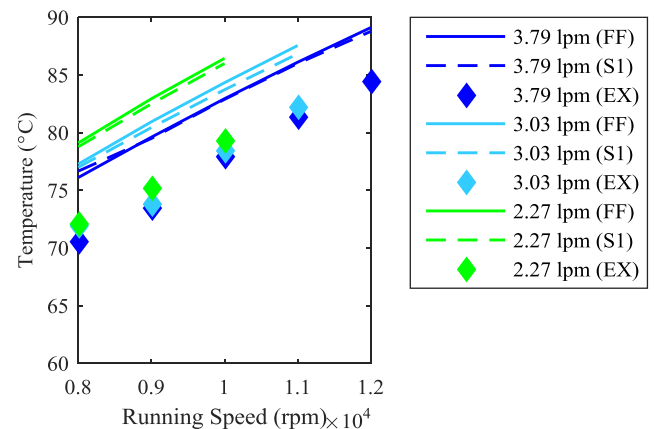 90
85
80
75
70
65
60
Temperature (°C)
0.8 0.9 1 1.1 1.2
Running Speed (rpm) ×10⁴
3.79 lpm (FF)
3.79 lpm (S1)
3.79 lpm (EX)
3.03 lpm (FF)
3.03 lpm (S1)
3.03 lpm (EX)
2.27 lpm (FF)
2.27 lpm (S1)
2.27 lpm (EX)